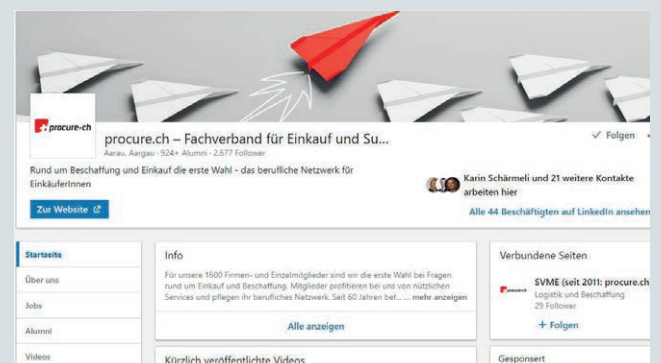 procure-ch
procure.ch – Fachverband für Einkauf und Su...
Aarau, Aargau · 924+ Alumni · 2.677 Follower
✓ Folgen
Rund um Beschaffung und Einkauf die erste Wahl - das berufliche Netzwerk für
EinkäuferInnen
Karin Schärmeli und 21 weitere Kontakte
arbeiten hier
Zur Website
Alle 44 Beschäftigten auf LinkedIn ansehen
Startseite
Über uns
Jobs
Alumni
Videos
Info
Für unsere 1600 Firmen- und Einzelmitglieder sind wir die erste Wahl bei Fragen
rund um Einkauf und Beschaffung. Mitglieder profitieren bei uns von nützlichen
Services und pflegen ihr berufliches Netzwerk. Seit 60 Jahren bef... ... mehr anzeigen
Alle anzeigen
Kürzlich veröffentlichte Videos
Verbundene Seiten
SVME (seit 2011: procure.ch
Logistik und Beschaffung
29 Follower
+ Folgen
Gesponsert